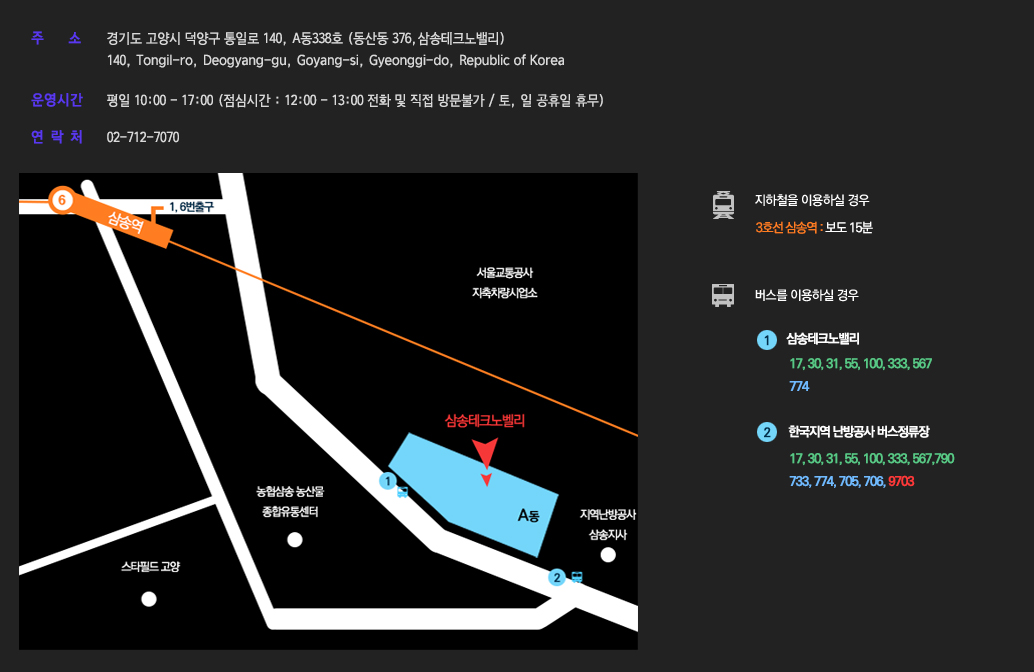 주 소 경기도 고양시 덕양구 통일로 140, A동338호 (동산동 376,삼송테크노밸리)
140, Tongil-ro, Deogyang-gu, Goyang-si, Gyeonggi-do, Republic of Korea
운영시간 평일 10:00 - 17:00 (점심시간 : 12:00 - 13:00 전화 및 직접 방문불가 / 토, 일 공휴일 휴무)
연 락 처 02-712-7070
6
삼송역
1, 6번출구
서울교통공사
지축차량사업소
삼송테크노벨리
1
A동
농협삼송 농산물
종합유통센터
지역난방공사
삼송지사
스타필드 고양
2
지하철을 이용하실 경우
3호선 삼송역 : 보도 15분
버스를 이용하실 경우
1 삼송테크노밸리
17, 30, 31, 55, 100, 333, 567
774
2 한국지역 난방공사 버스정류장
17, 30, 31, 55, 100, 333, 567,790
733, 774, 705, 706, 9703